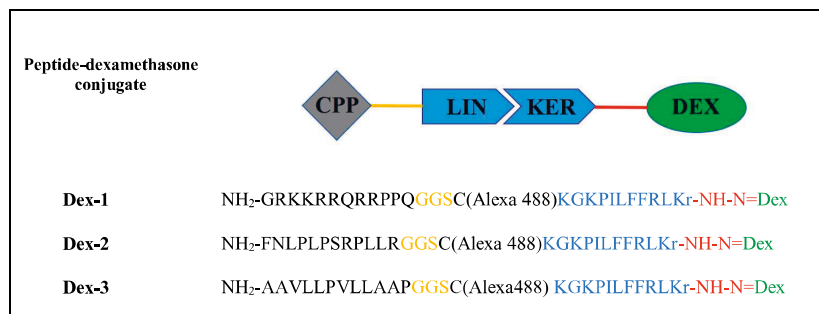 Peptide-dexamethasone
conjugate
CPP LIN KER DEX
Dex-1 NH₂-GRKKRRQRRPPQGGSC(Alexa 488)KGKPILFFRLKr-NH-N=Dex
Dex-2 NH₂-FNLPLPSRPLLRGGSC(Alexa 488)KGKPILFFRLKr-NH-N=Dex
Dex-3 NH₂-AAVLLPVLLAAPGGSC(Alexa488) KGKPILFFRLKr-NH-N=Dex